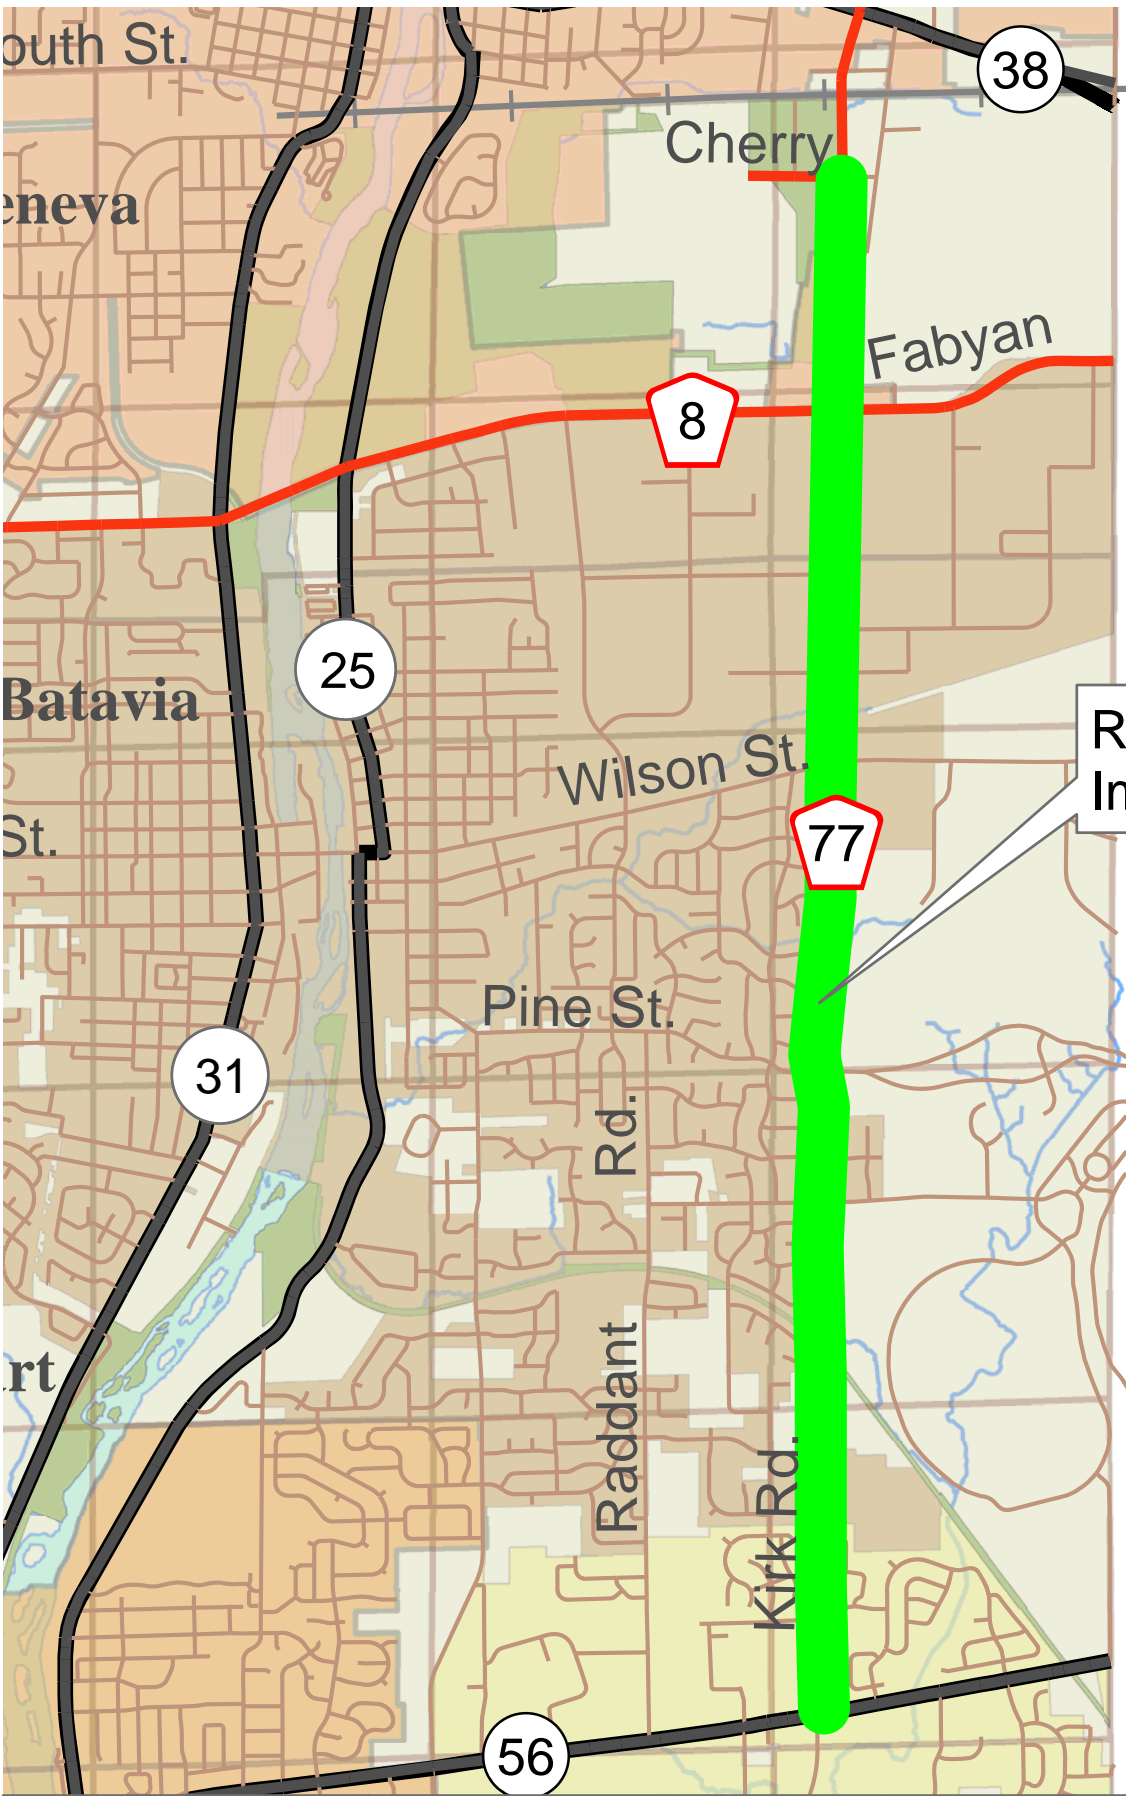 outh St.
38
Cherry
eneva
Fabyan
8
25
Batavia
R
In
Wilson St.
St.
77
Pine St.
31
Raddant Rd.
rt
Kirk Rd.
56